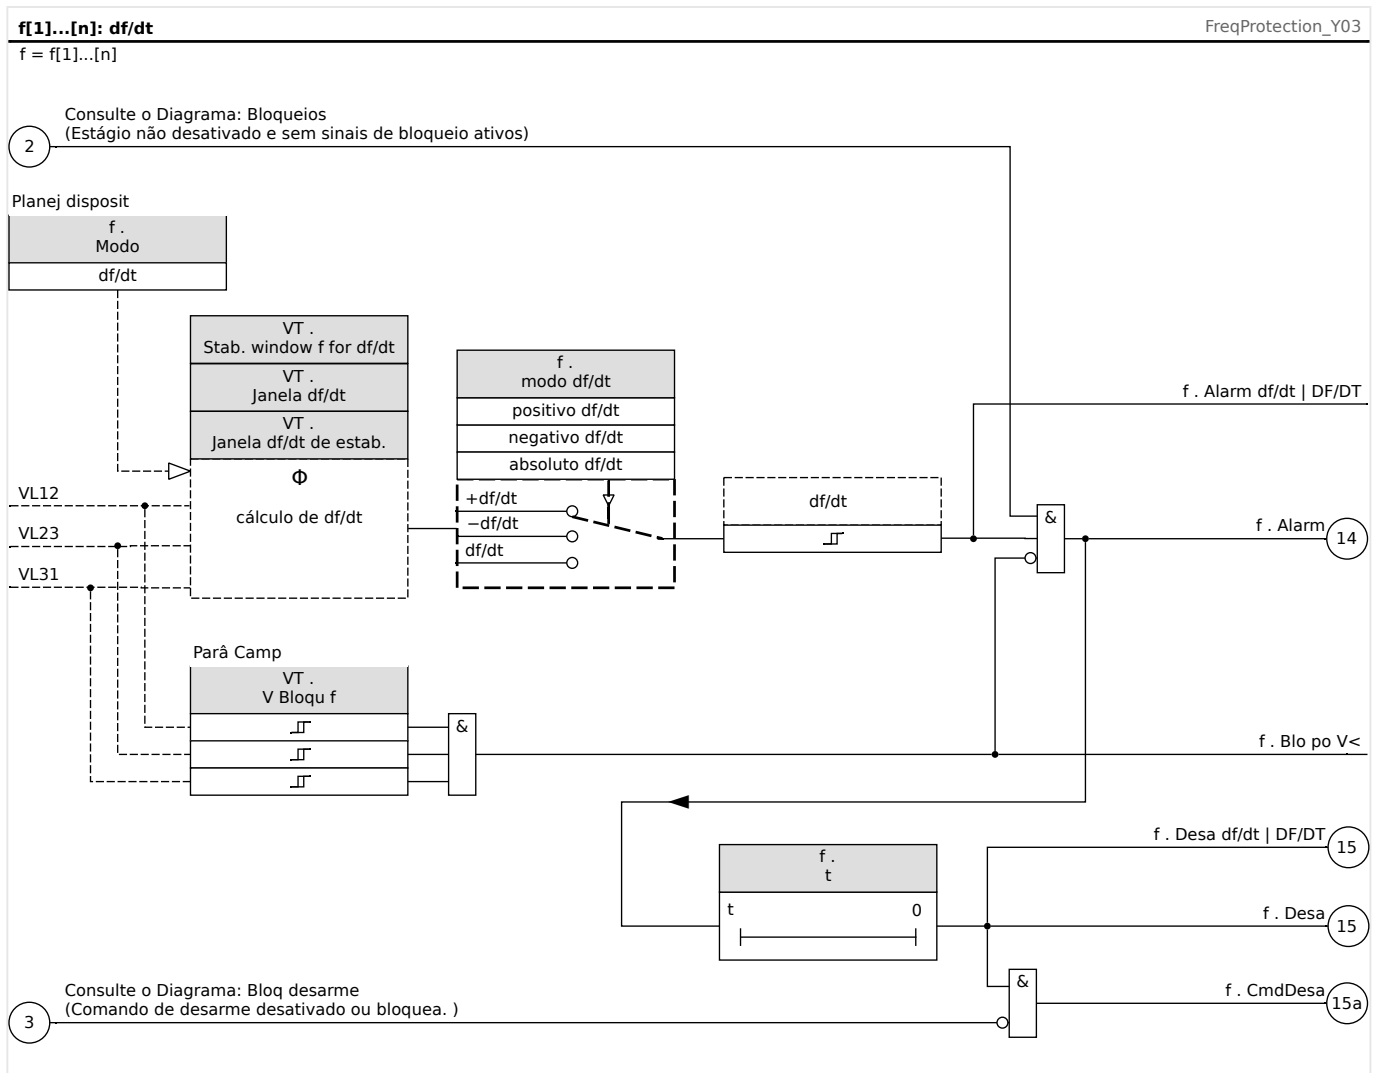 f[1]...[n]: df/dt
FreqProtection_Y03
f = f[1]...[n]
Consulte o Diagrama: Bloqueios
(Estágio não desativado e sem sinais de bloqueio ativos)
2
Planej disposit
f .
Modo
df/dt
VT .
Stab. window f for df/dt
VT .
Janela df/dt
VT .
Janela df/dt de estab.
Φ
cálculo de df/dt
VL12
VL23
VL31
f .
modo df/dt
positivo df/dt
negativo df/dt
absoluto df/dt
+df/dt
−df/dt
df/dt
df/dt
&
f . Alarm df/dt | DF/DT
f . Alarm
14
Parâ Camp
VT .
V Bloqu f
&
f . Blo po V<
f .
t
t
0
f . Desa df/dt | DF/DT
15
f . Desa
15
&
f . CmdDesa
15a
Consulte o Diagrama: Bloq desarme
(Comando de desarme desativado ou bloquea. )
3